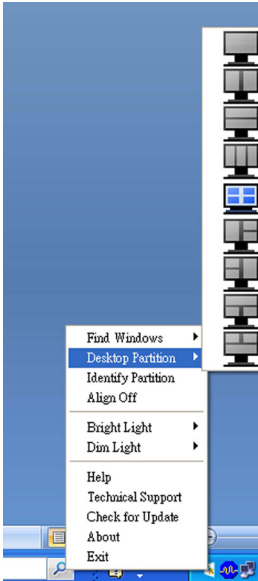 Find Windows
Desktop Partition
Identify Partition
Align Off
Bright Light
Dim Light
Help
Technical Support
Check for Update
About
Exit